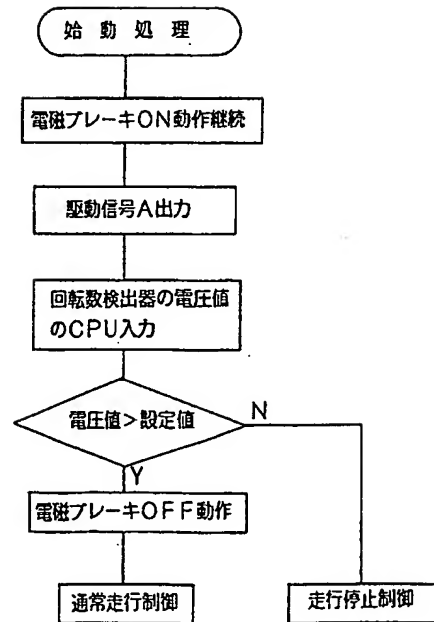 始動処理
電磁ブレーキON動作継続
駆動信号A出力
回転数検出器の電圧値
のCPU入力
電圧値>設定値
N
Y
電磁ブレーキOFF動作
通常走行制御
走行停止制御